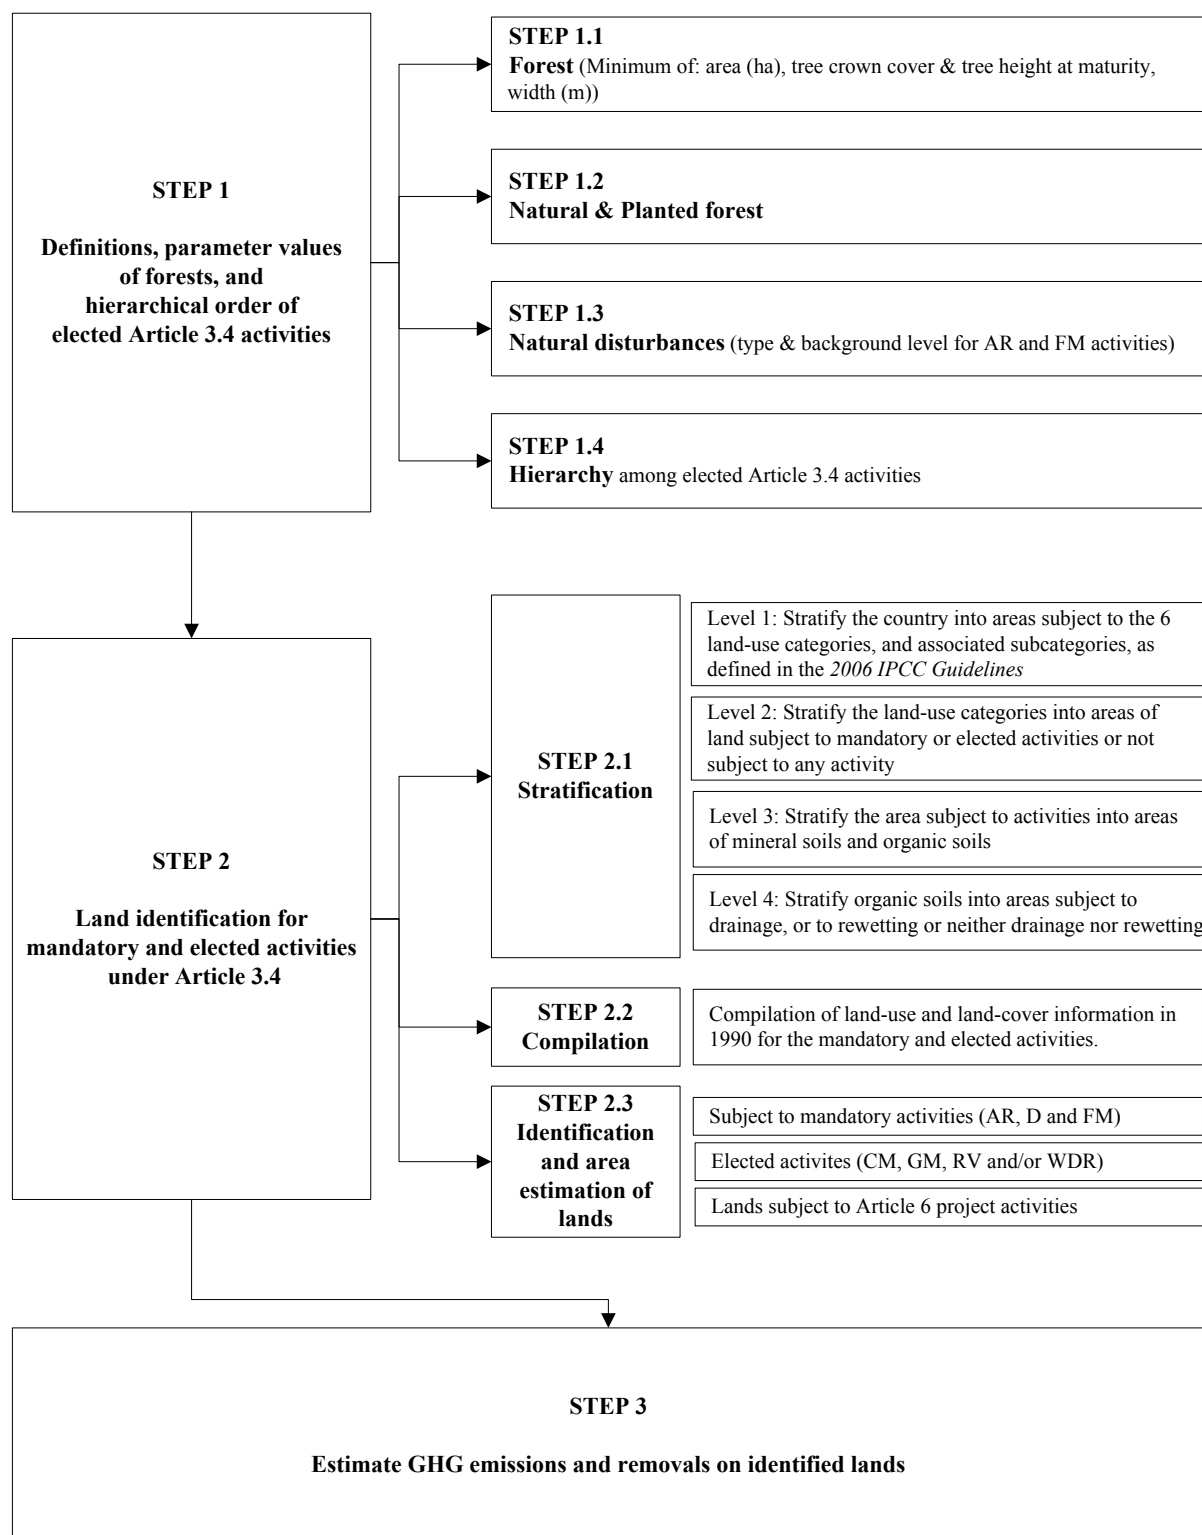 STEP 1
Definitions, parameter values
of forests, and
hierarchical order of
elected Article 3.4 activities
STEP 1.1
Forest (Minimum of: area (ha), tree crown cover & tree height at maturity,
width (m))
STEP 1.2
Natural & Planted forest
STEP 1.3
Natural disturbances (type & background level for AR and FM activities)
STEP 1.4
Hierarchy among elected Article 3.4 activities
STEP 2
Land identification for
mandatory and elected activities
under Article 3.4
STEP 2.1
Stratification
Level 1: Stratify the country into areas subject to the 6
land-use categories, and associated subcategories, as
defined in the 2006 IPCC Guidelines
Level 2: Stratify the land-use categories into areas of
land subject to mandatory or elected activities or not
subject to any activity
Level 3: Stratify the area subject to activities into areas
of mineral soils and organic soils
Level 4: Stratify organic soils into areas subject to
drainage, or to rewetting or neither drainage nor rewetting
STEP 2.2
Compilation
Compilation of land-use and land-cover information in
1990 for the mandatory and elected activities.
STEP 2.3
Identification
and area
estimation of
lands
Subject to mandatory activities (AR, D and FM)
Elected activites (CM, GM, RV and/or WDR)
Lands subject to Article 6 project activities
STEP 3
Estimate GHG emissions and removals on identified lands